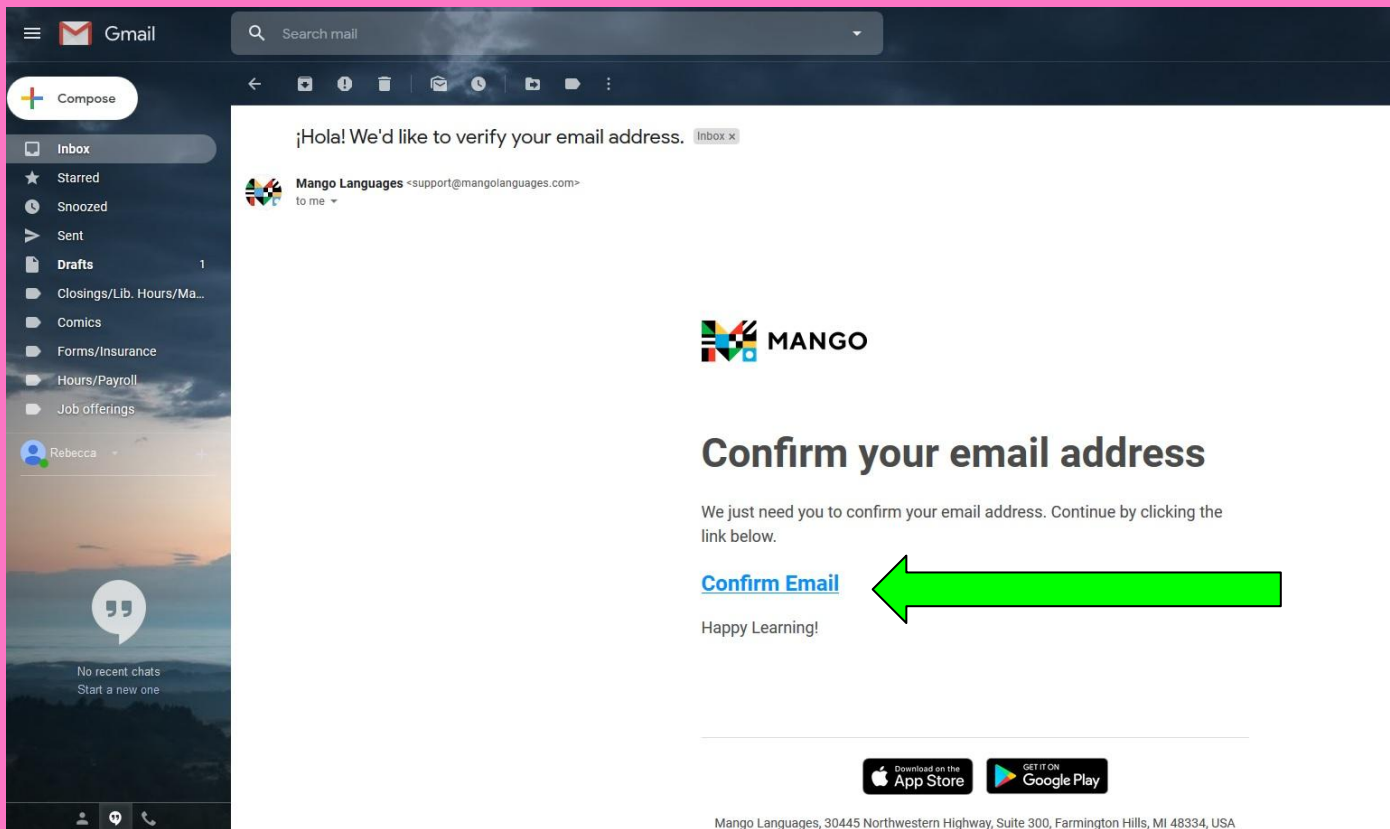 Gmail
Search mail
Compose
Inbox
Starred
Snoozed
Sent
Drafts 1
Closings/Lib. Hours/Ma...
Comics
Forms/Insurance
Hours/Payroll
Job offerings
Rebecca
No recent chats
Start a new one
¡Hola! We'd like to verify your email address. Inbox x
Mango Languages <support@mangolanguages.com>
to me
MANGO
Confirm your email address
We just need you to confirm your email address. Continue by clicking the
link below.
Confirm Email
Happy Learning!
Download on the
App Store
GET IT ON
Google Play
Mango Languages, 30445 Northwestern Highway, Suite 300, Farmington Hills, MI 48334, USA